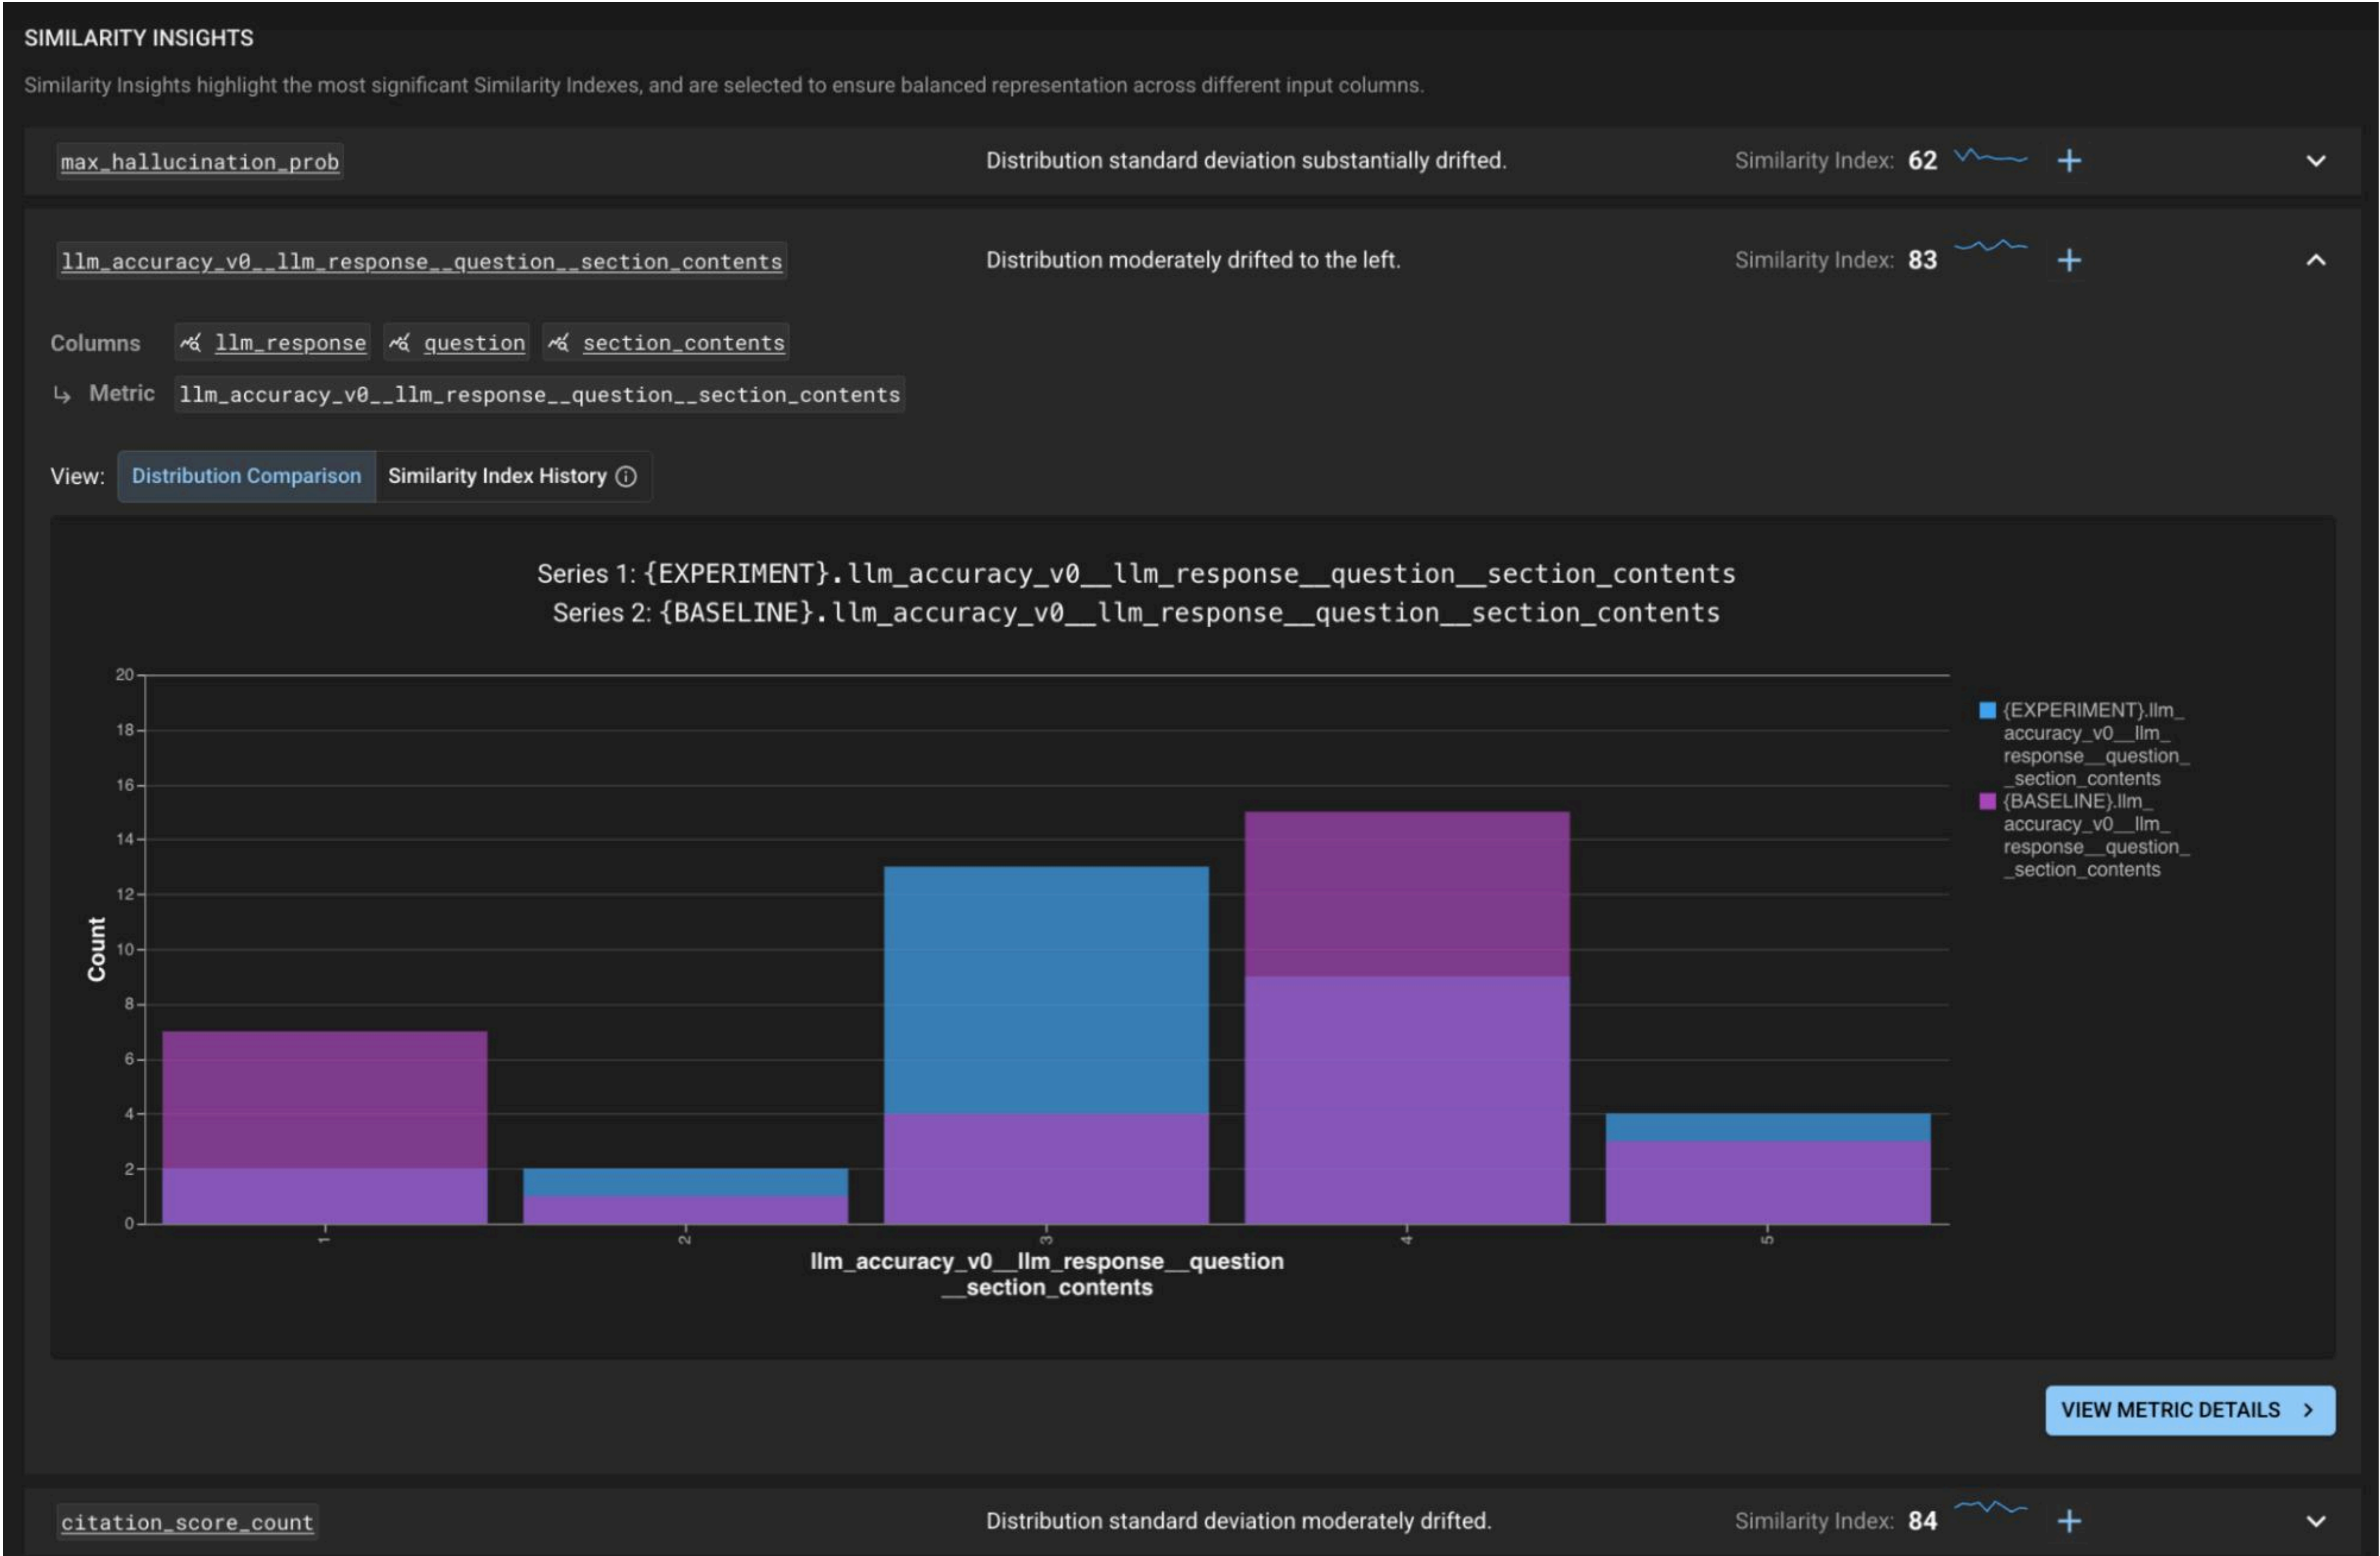 SIMILARITY INSIGHTS
Similarity Insights highlight the most significant Similarity Indexes, and are selected to ensure balanced representation across different input columns.
max_hallucination_prob Distribution standard deviation substantially drifted. Similarity Index: 62
llm_accuracy_v0__llm_response__question__section_contents Distribution moderately drifted to the left. Similarity Index: 83
Columns llm_response question section_contents
Metric llm_accuracy_v0__llm_response__question__section_contents
View: Distribution Comparison Similarity Index History
Series 1: {EXPERIMENT}.llm_accuracy_v0__llm_response__question__section_contents
Series 2: {BASELINE}.llm_accuracy_v0__llm_response__question__section_contents
20
18
16
14
12
10
8
6
4
2
0
Count
1 2 3 4 5
llm_accuracy_v0__llm_response__question
__section_contents
{EXPERIMENT}.llm_
accuracy_v0__llm_
response__question_
_section_contents
{BASELINE}.llm_
accuracy_v0__llm_
response__question_
_section_contents
VIEW METRIC DETAILS
citation_score_count Distribution standard deviation moderately drifted. Similarity Index: 84